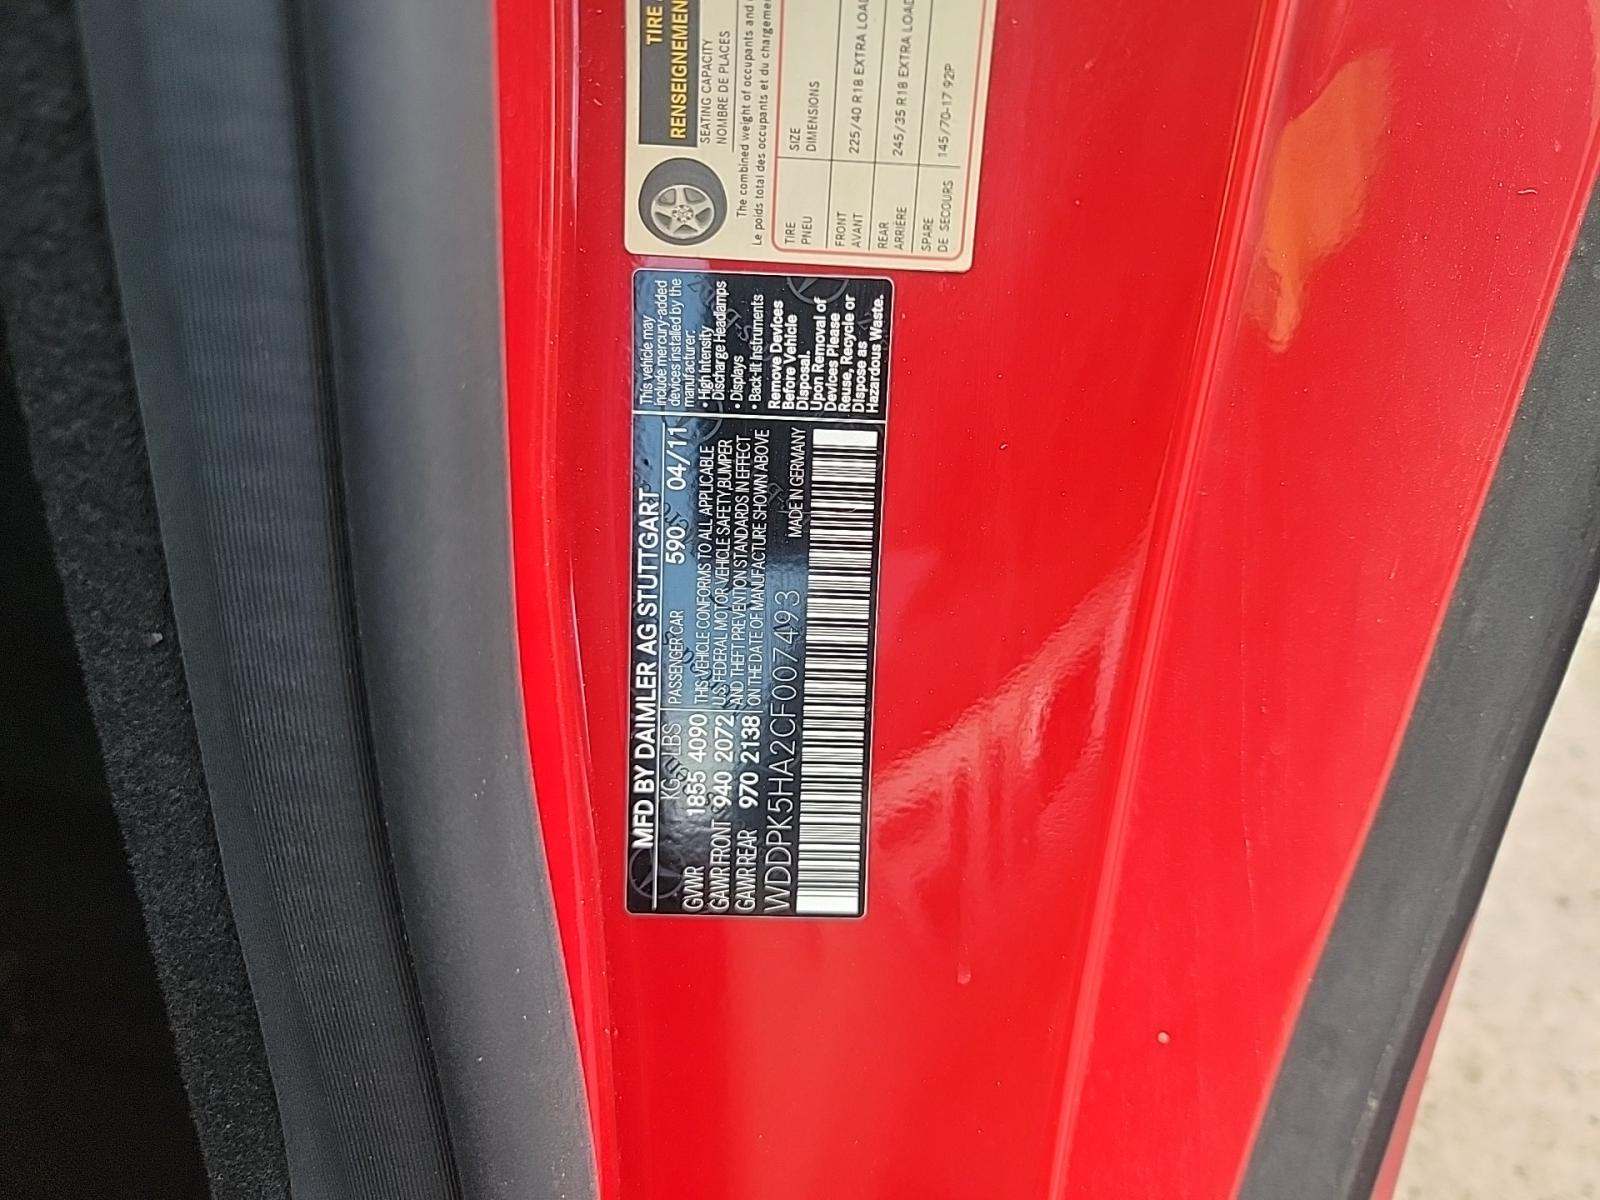 MFD BY DAIMLER AG STUTTGART
KG LBS PASSENGER CAR 590 04/11
GVWR 1855 4090
GAWR FRONT 940 2072
GAWR REAR 970 2138
THIS VEHICLE CONFORMS TO ALL APPLICABLE
U.S. FEDERAL MOTOR VEHICLE SAFETY, BUMPER
AND THEFT PREVENTION STANDARDS IN EFFECT
ON THE DATE OF MANUFACTURE SHOWN ABOVE
WDDPK5HA2CF007493 MADE IN GERMANY
This vehicle may
include mercury-added
devices installed by the
manufacturer:
• High Intensity
Discharge Headlamps
• Displays
• Back-lit Instruments
Remove Devices
Before Vehicle
Disposal.
Upon Removal of
Devices Please
Reuse, Recycle or
Dispose as
Hazardous Waste.
TIRE
RENSEIGNEMEN
SEATING CAPACITY
NOMBRE DE PLACES
The combined weight of occupants and
Le poids total des occupants et du chargeme
TIRE SIZE
PNEU DIMENSIONS
FRONT
AVANT 225/40 R18 EXTRA LOA
REAR
ARRIERE 245/35 R18 EXTRA LOA
SPARE
DE SECOURS 145/70-17 92P